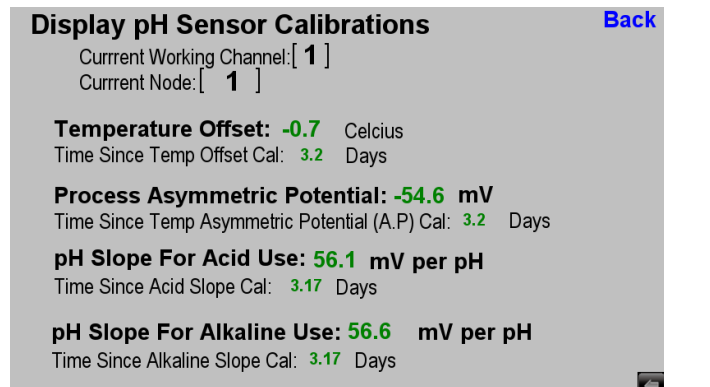 Display pH Sensor Calibrations Back
Currrent Working Channel:[ 1 ]
Currrent Node:[ 1 ]
Temperature Offset: -0.7 Celcius
Time Since Temp Offset Cal: 3.2 Days
Process Asymmetric Potential: -54.6 mV
Time Since Temp Asymmetric Potential (A.P) Cal: 3.2 Days
pH Slope For Acid Use: 56.1 mV per pH
Time Since Acid Slope Cal: 3.17 Days
pH Slope For Alkaline Use: 56.6 mV per pH
Time Since Alkaline Slope Cal: 3.17 Days